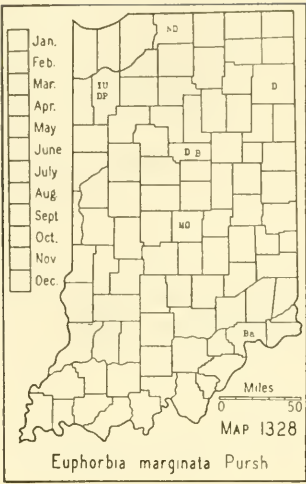 Jan.
Feb.
Mar.
Apr.
May
June
July
Aug.
Sept
Oct.
Nov
Dec.
ND
IU
DP
D
D B
MO
Ba
Miles
0 50
MAP 1328
Euphorbia marginata Pursh